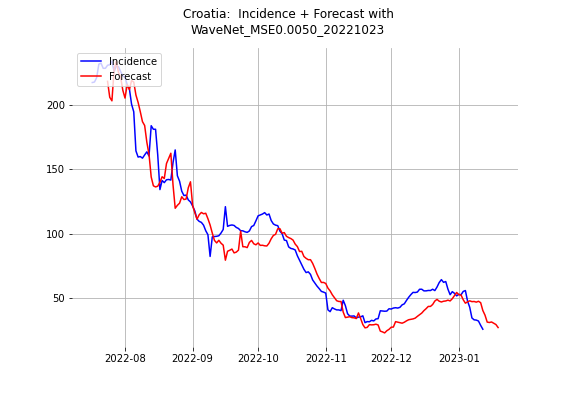 Croatia:  Incidence + Forecast with
WaveNet_MSE0.0050_20221023
Incidence
Forecast
200
150
100
50
2022-08
2022-09
2022-10
2022-11
2022-12
2023-01